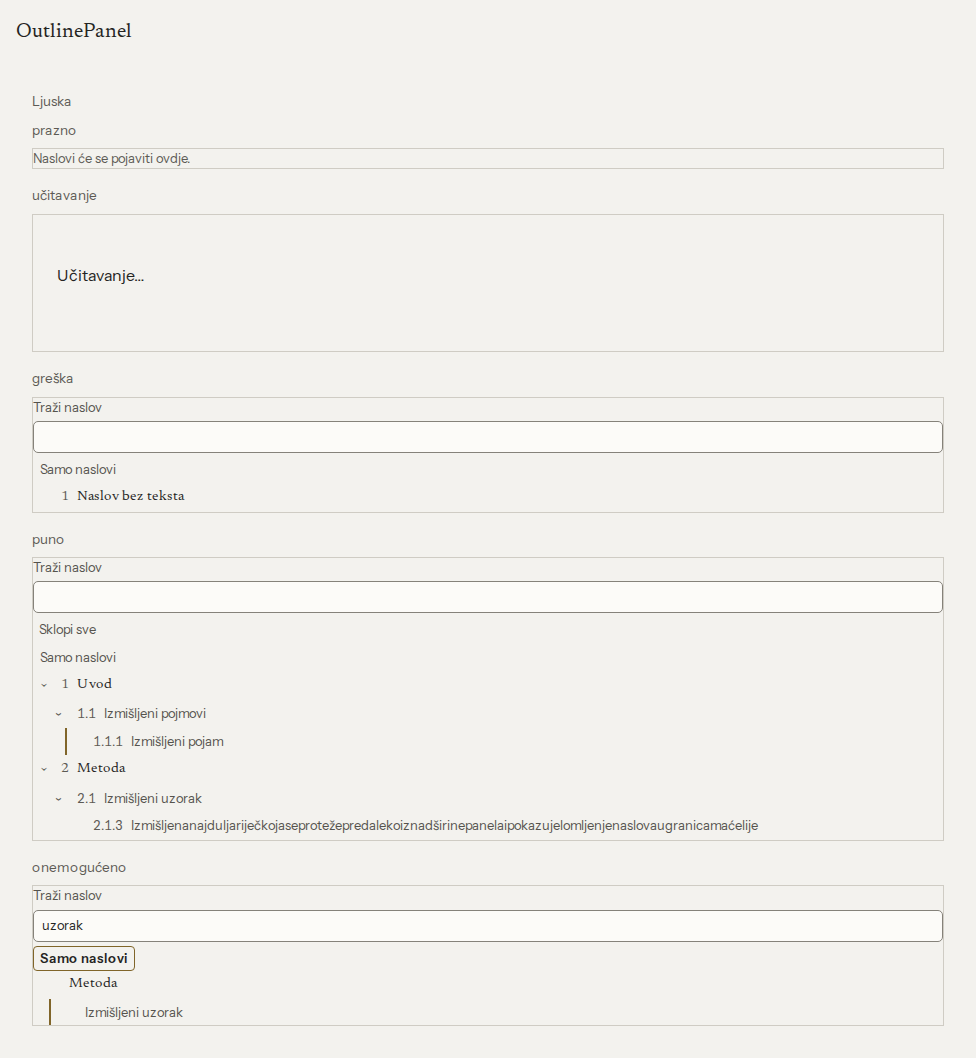 OutlinePanel
Ljuska
prazno
Naslovi će se pojaviti ovdje.
učitavanje
Učitavanje…
greška
Traži naslov
Samo naslovi
1 Naslov bez teksta
puno
Traži naslov
Sklopi sve
Samo naslovi
1 Uvod
1.1 Izmišljeni pojmovi
1.1.1 Izmišljeni pojam
2 Metoda
2.1 Izmišljeni uzorak
2.1.3 Izmišljenanajduljariječkojaseprotežepredalekoiznadširinepanelaipokazujelomljenjenaslovaugranicamaćelije
onemogućeno
Traži naslov
uzorak
Samo naslovi
Metoda
Izmišljeni uzorak